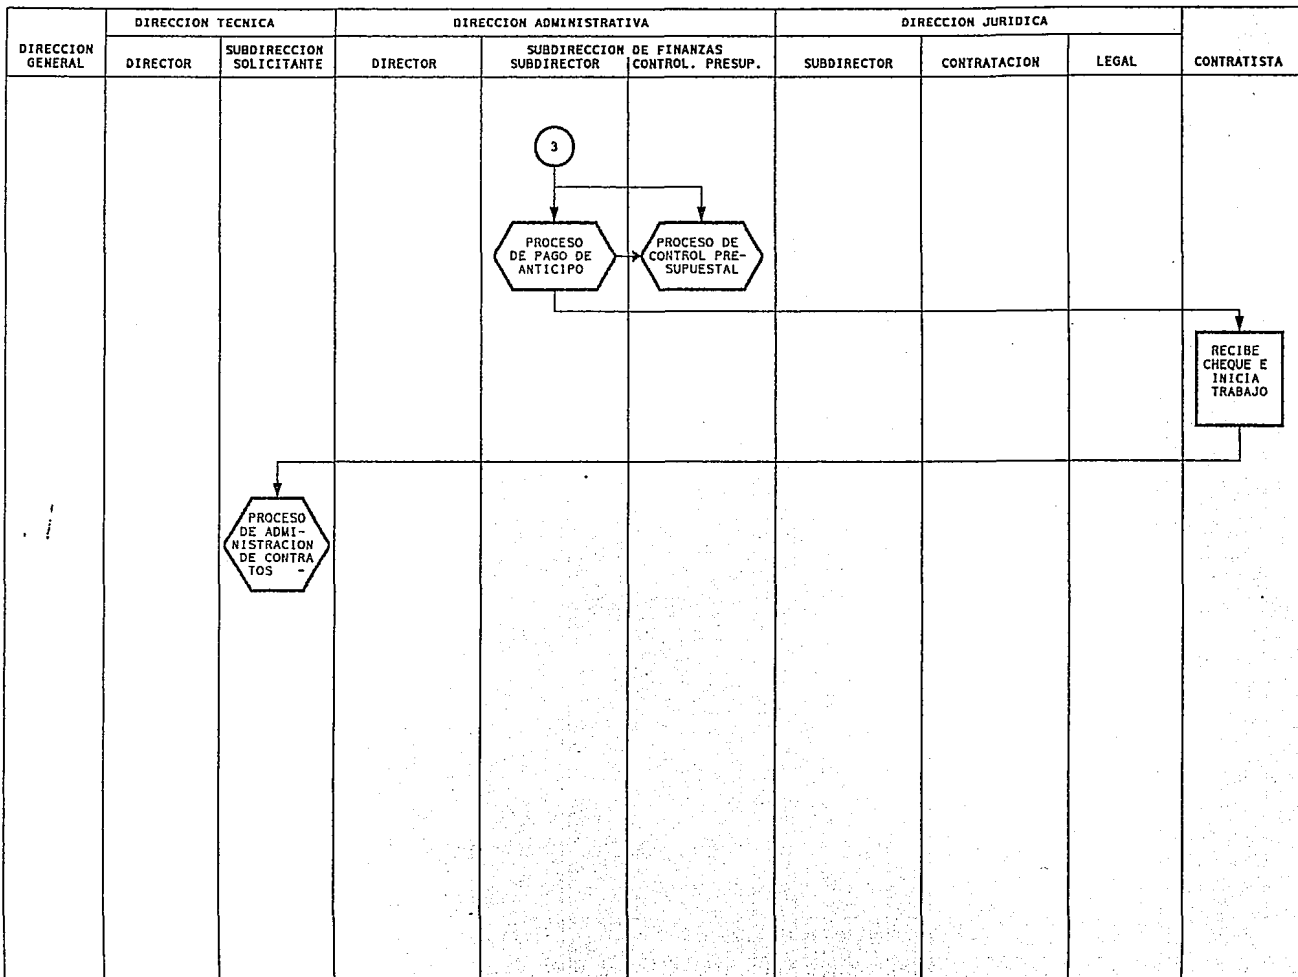 DIRECCION TECNICA
DIRECCION ADMINISTRATIVA
DIRECCION JURIDICA
DIRECCION
GENERAL
DIRECTOR
SUBDIRECCION
SOLICITANTE
DIRECTOR
SUBDIRECCION DE FINANZAS
SUBDIRECTOR
CONTROL. PRESUP.
SUBDIRECTOR
CONTRATACION
LEGAL
CONTRATISTA
3
PROCESO
DE PAGO DE
ANTICIPO
PROCESO DE
CONTROL PRE-
SUPUESTAL
RECIBE
CHEQUE E
INICIA
TRABAJO
PROCESO
DE ADMI-
NISTRACION
DE CONTRA
TOS -